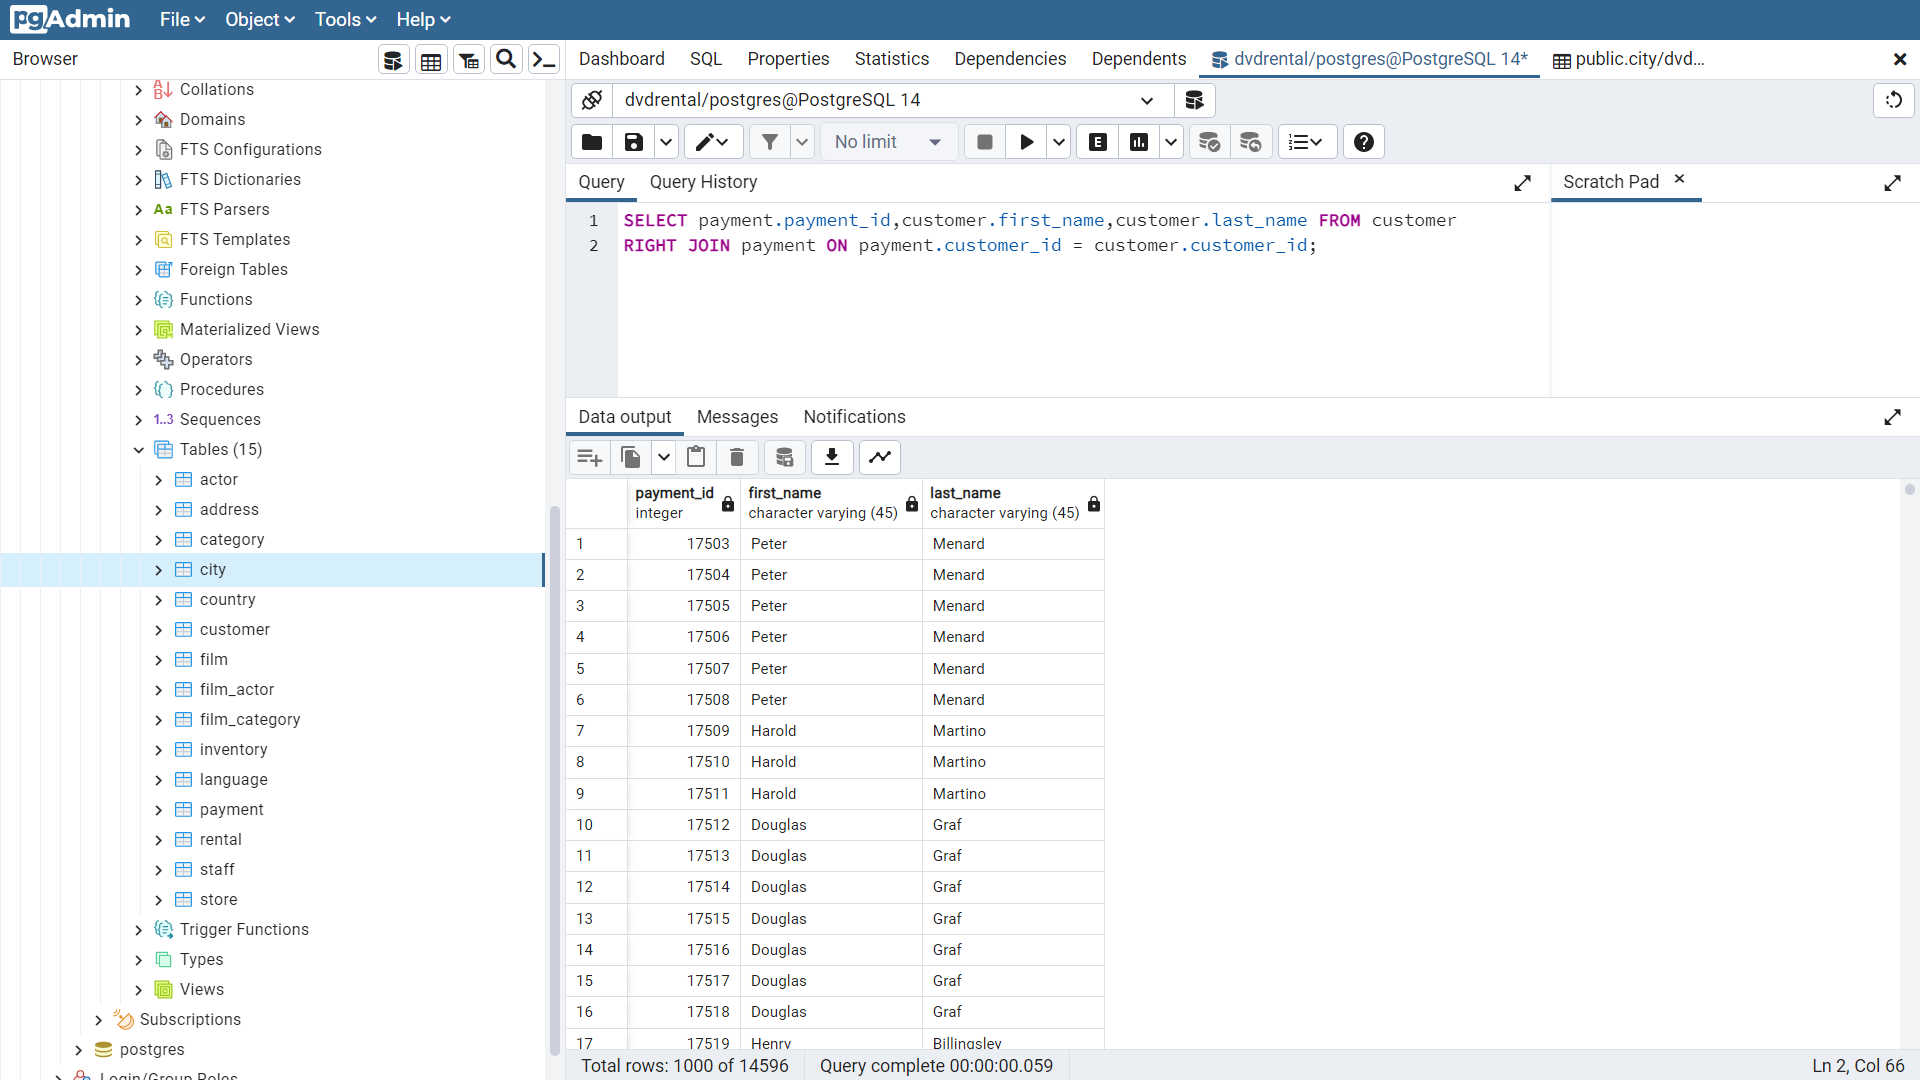 pgAdmin File Object Tools Help
Browser
Dashboard SQL Properties Statistics Dependencies Dependents dvdrental/postgres@PostgreSQL 14* public.city/dvd...
dvdrental/postgres@PostgreSQL 14
No limit
E
Query Query History
Scratch Pad
1 SELECT payment.payment_id,customer.first_name,customer.last_name FROM customer
2 RIGHT JOIN payment ON payment.customer_id = customer.customer_id;
Collations
Domains
FTS Configurations
FTS Dictionaries
Aa FTS Parsers
FTS Templates
Foreign Tables
Functions
Materialized Views
Operators
Procedures
1..3 Sequences
Tables (15)
actor
address
category
city
country
customer
film
film_actor
film_category
inventory
language
payment
rental
staff
store
Trigger Functions
Types
Views
Subscriptions
postgres
Login/Group Roles
Data output Messages Notifications
payment_id first_name last_name
integer character varying (45) character varying (45)
1 17503 Peter Menard
2 17504 Peter Menard
3 17505 Peter Menard
4 17506 Peter Menard
5 17507 Peter Menard
6 17508 Peter Menard
7 17509 Harold Martino
8 17510 Harold Martino
9 17511 Harold Martino
10 17512 Douglas Graf
11 17513 Douglas Graf
12 17514 Douglas Graf
13 17515 Douglas Graf
14 17516 Douglas Graf
15 17517 Douglas Graf
16 17518 Douglas Graf
17 17519 Henry Billingsley
Total rows: 1000 of 14596 Query complete 00:00:00.059 Ln 2, Col 66